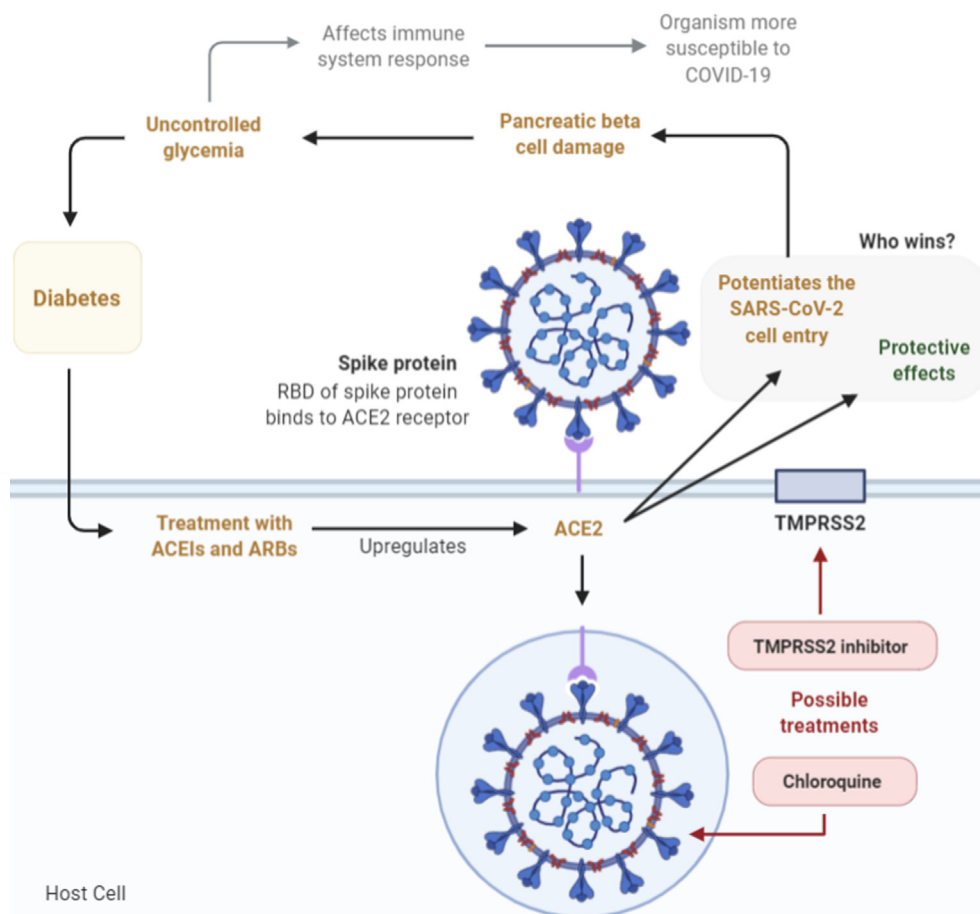 Affects immune
system response
Organism more
susceptible to
COVID-19
Uncontrolled
glycemia
Pancreatic beta
cell damage
Who wins?
Diabetes
Potentiates the
SARS-CoV-2
cell entry
Protective
effects
Spike protein
RBD of spike protein
binds to ACE2 receptor
Treatment with
ACEIs and ARBs
Upregulates
ACE2
TMPRSS2
TMPRSS2 inhibitor
Possible
treatments
Chloroquine
Host Cell